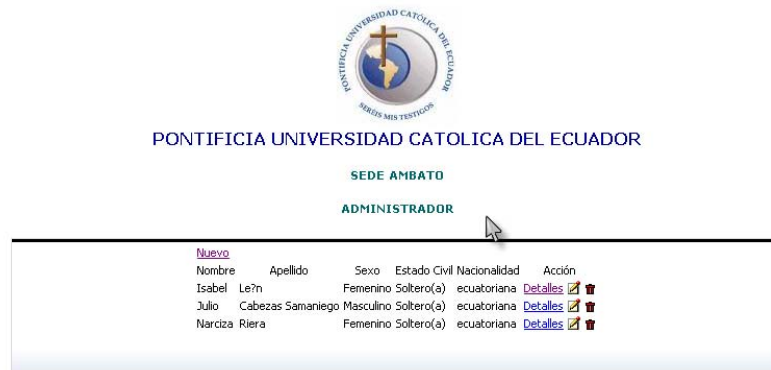 PONTIFICIA UNIVERSIDAD CATÓLICA DEL ECUADOR
SERÉIS MIS TESTIGOS
PONTIFICIA UNIVERSIDAD CATOLICA DEL ECUADOR
SEDE AMBATO
ADMINISTRADOR
Nuevo
Nombre Apellido Sexo Estado Civil Nacionalidad Acción
Isabel Le?n Femenino Soltero(a) ecuatoriana Detalles
Julio Cabezas Samaniego Masculino Soltero(a) ecuatoriana Detalles
Narciza Riera Femenino Soltero(a) ecuatoriana Detalles